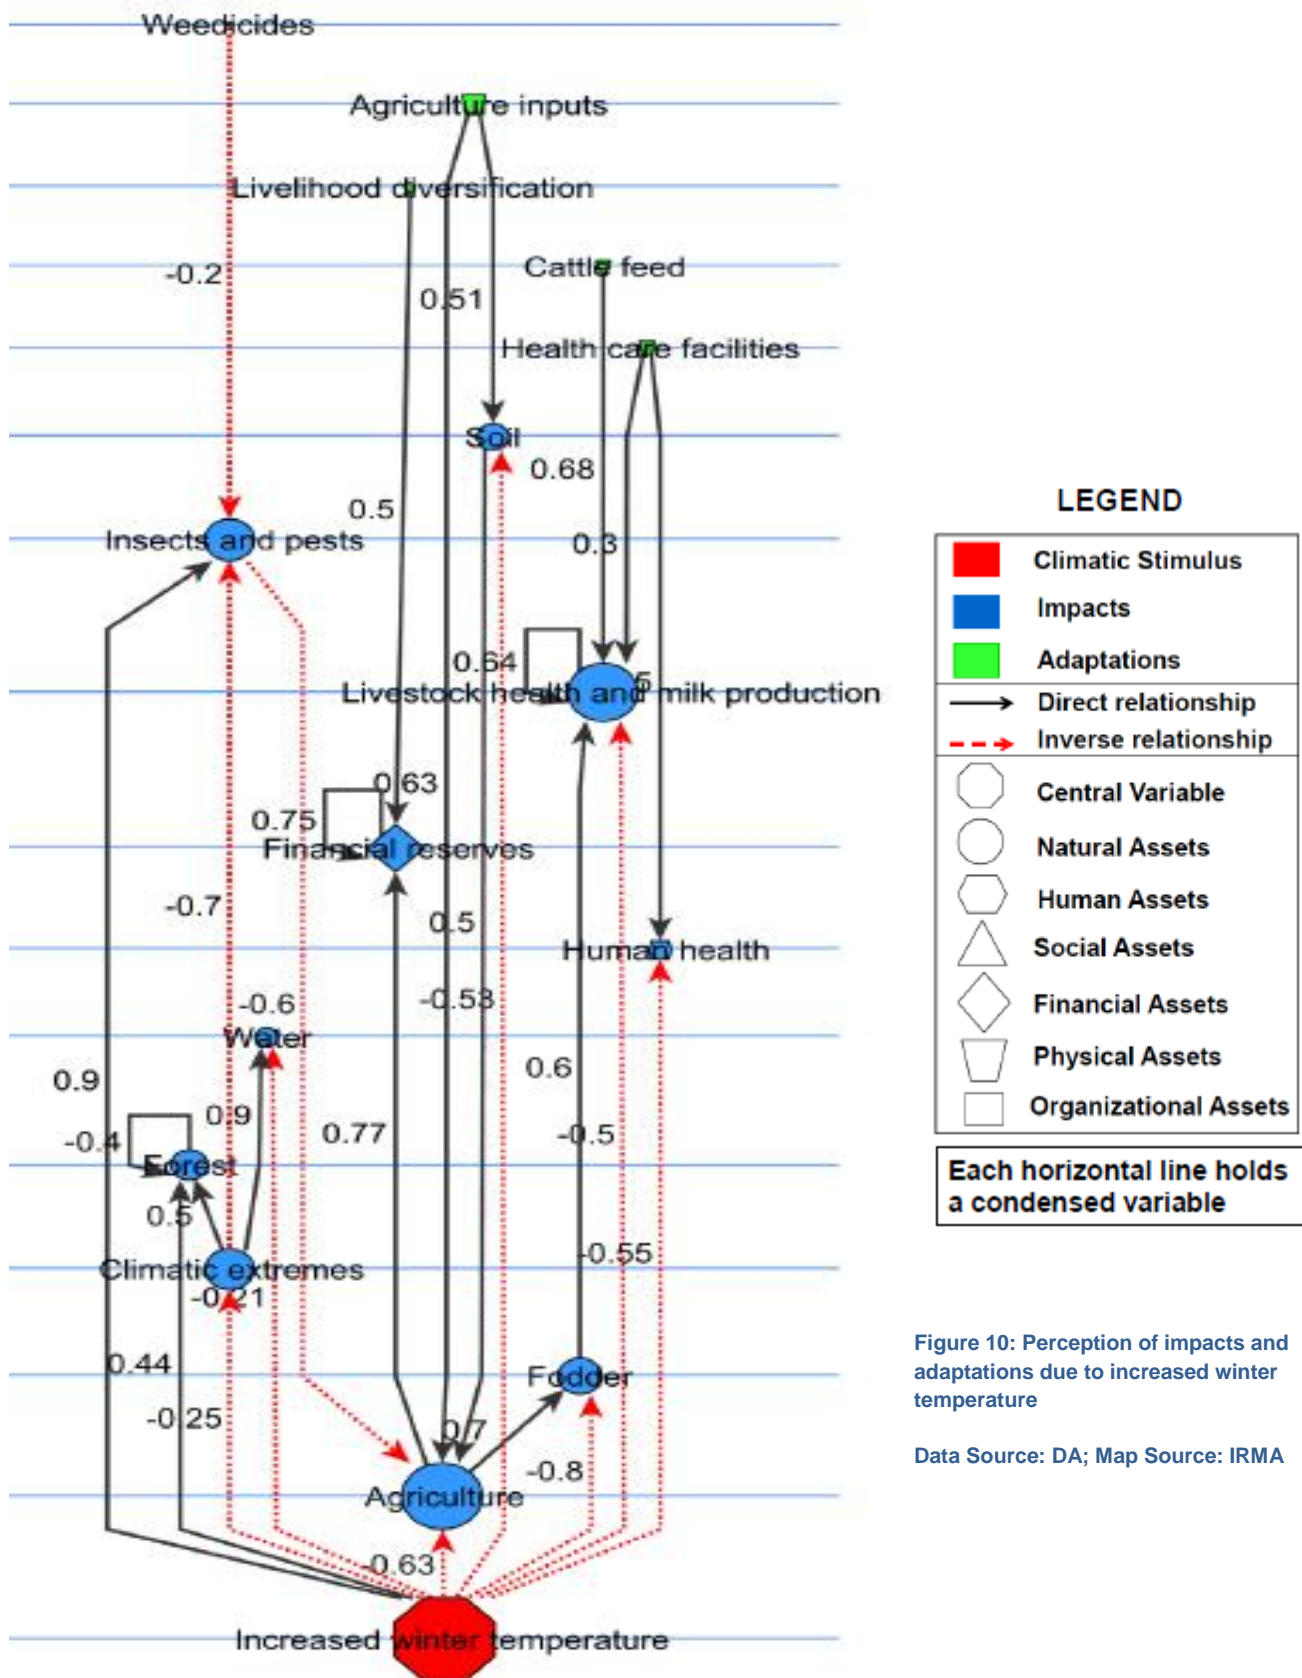 Weedicides
Agriculture inputs
Livelihood diversification
Cattle feed
-0.2
0.51
Health care facilities
Soil
0.68
0.5
0.3
Insects and pests
0.64
Livestock health and milk production
0.63
0.75
Financial reserves
-0.7
0.5
Human health
-0.53
-0.6
Water
0.6
0.9
0.9
-0.4
0.77
-0.5
Forest
0.5
-0.55
Climatic extremes
-0.21
0.44
Fodder
-0.25
0.7
-0.8
Agriculture
-0.63
Increased winter temperature
LEGEND
Climatic Stimulus
Impacts
Adaptations
Direct relationship
Inverse relationship
Central Variable
Natural Assets
Human Assets
Social Assets
Financial Assets
Physical Assets
Organizational Assets
Each horizontal line holds
a condensed variable
Figure 10: Perception of impacts and
adaptations due to increased winter
temperature
Data Source: DA; Map Source: IRMA